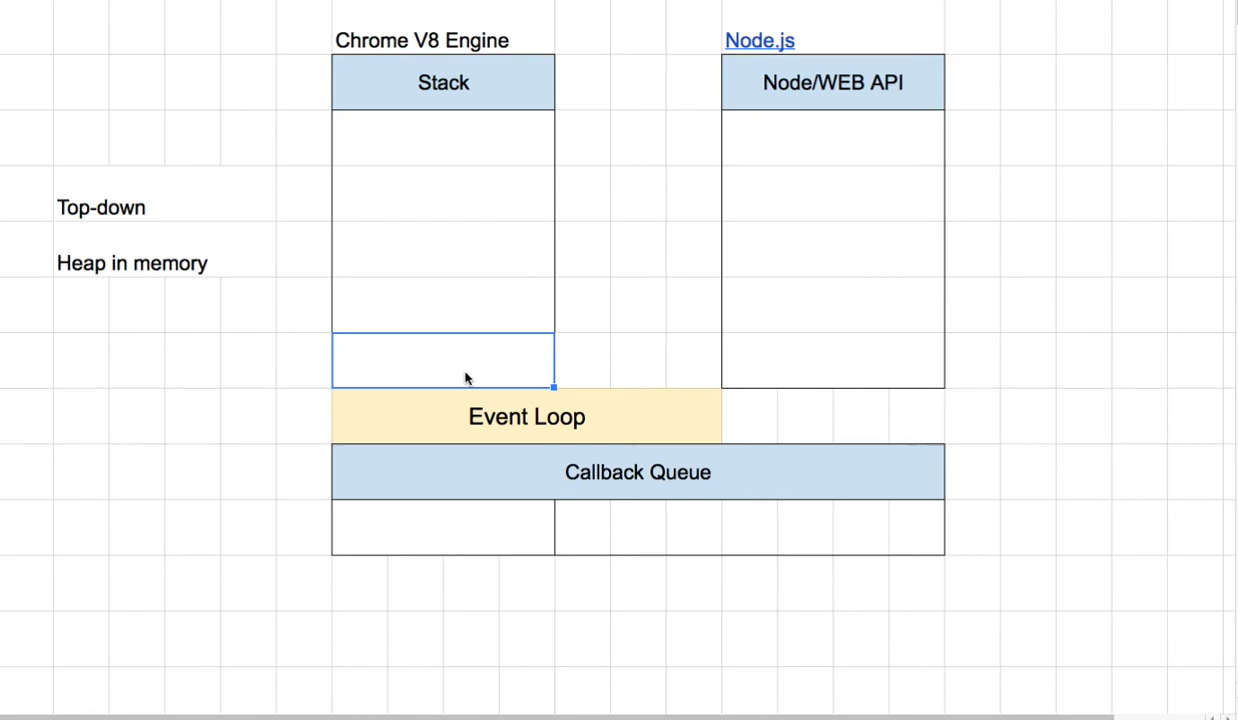 Chrome V8 Engine
Node.js
Stack
Node/WEB API
Top-down
Heap in memory
Event Loop
Callback Queue